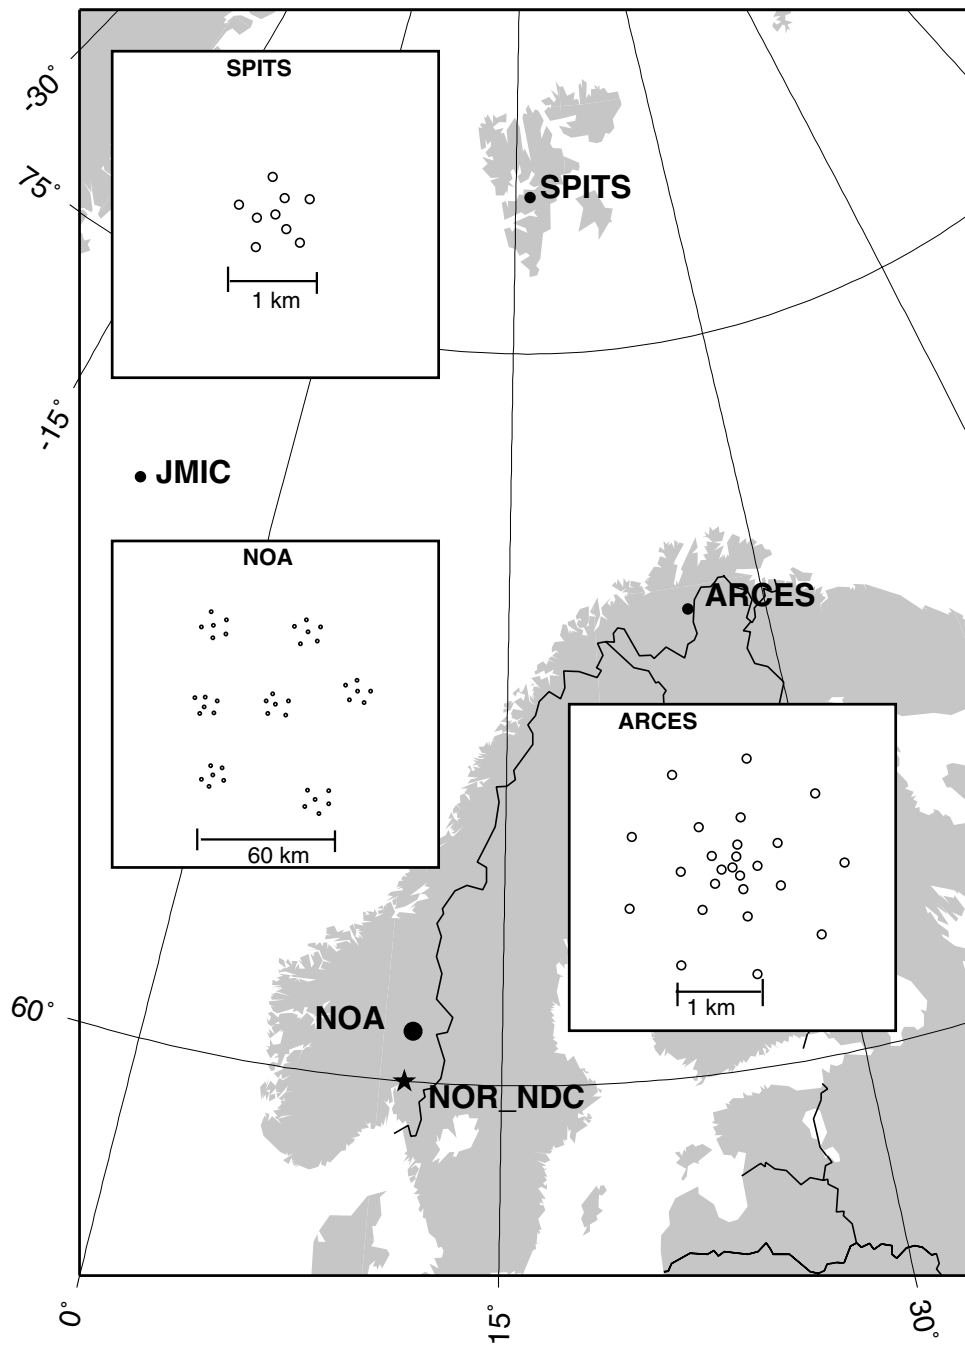 -30°
SPITS
75°
SPITS
1 km
-15°
JMIC
NOA
ARCES
ARCES
60 km
60°
NOA
1 km
NOR_NDC
0°
15°
30°